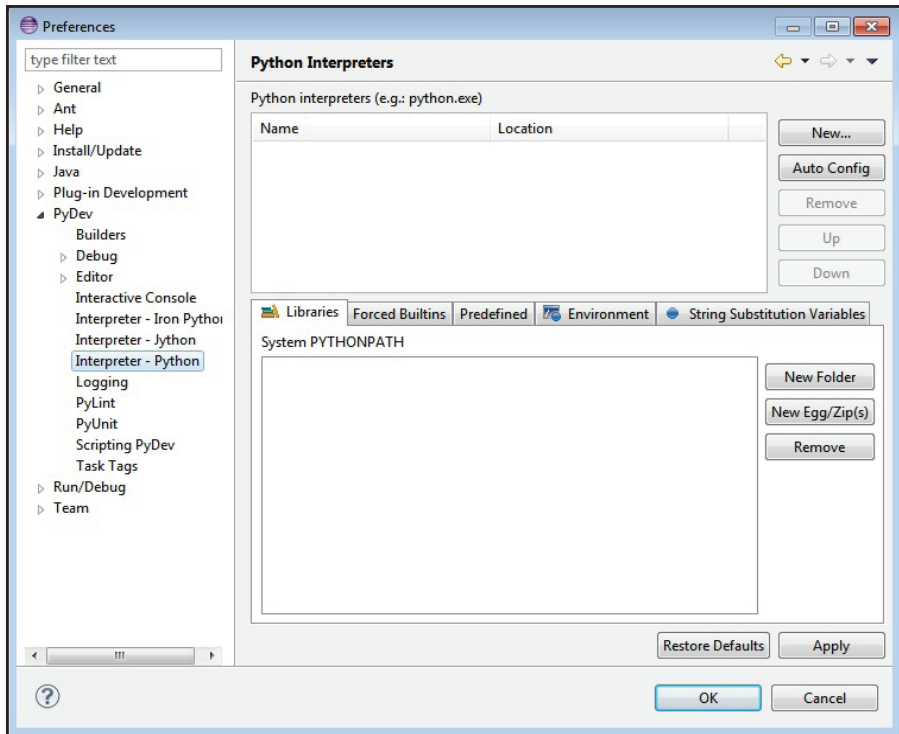 Preferences
type filter text
General
Ant
Help
Install/Update
Java
Plug-in Development
PyDev
Builders
Debug
Editor
Interactive Console
Interpreter - Iron Python
Interpreter - Jython
Interpreter - Python
Logging
PyLint
PyUnit
Scripting PyDev
Task Tags
Run/Debug
Team
Python Interpreters
Python interpreters (e.g.: python.exe)
Name Location
New...
Auto Config
Remove
Up
Down
Libraries Forced Builtins Predefined Environment String Substitution Variables
System PYTHONPATH
New Folder
New Egg/Zip(s)
Remove
Restore Defaults Apply
OK Cancel